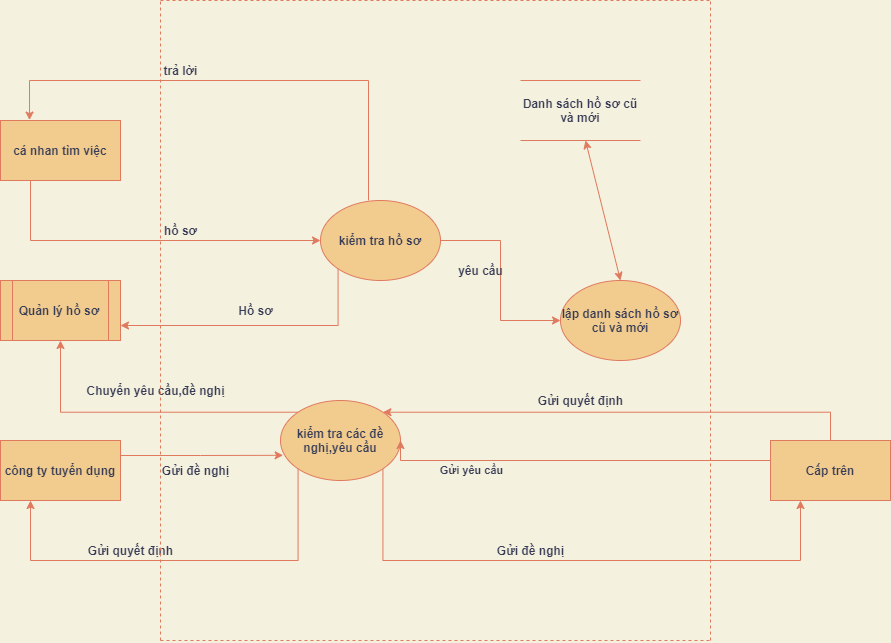 trả lời
Danh sách hồ sơ cũ
và mới
cá nhan tìm việc
hồ sơ
kiểm tra hồ sơ
yêu cầu
Quản lý hồ sơ
Hồ sơ
lập danh sách hồ sơ
cũ và mới
Chuyển yêu cầu,đề nghị
Gửi quyết định
kiểm tra các đề
nghị,yêu cầu
công ty tuyển dụng
Gửi đề nghị
Gửi yêu cầu
Cấp trên
Gửi quyết định
Gửi đề nghị